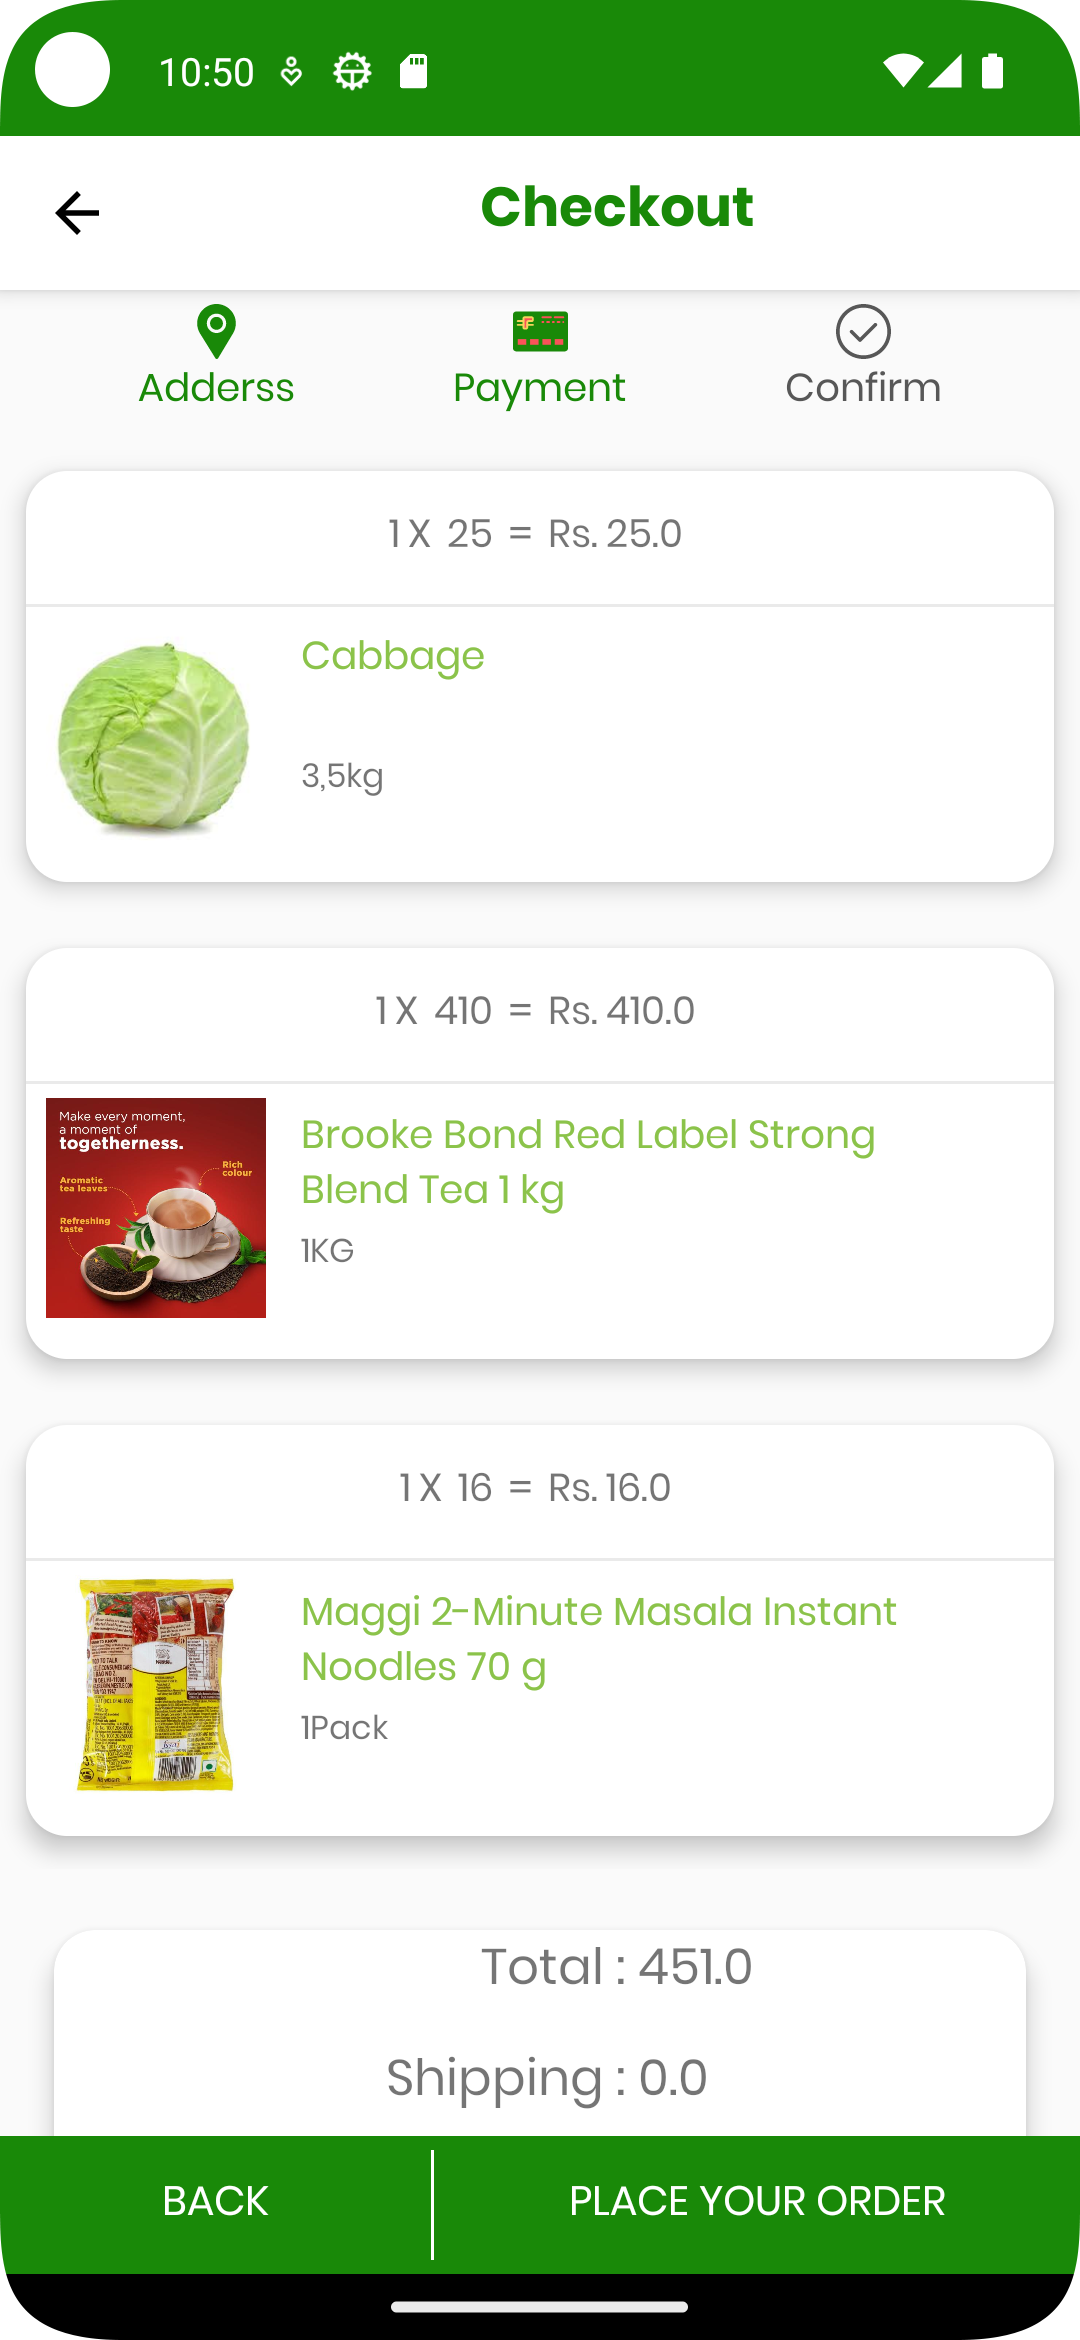 10:50
Checkout
Adderss
Payment
Confirm
1 X 25 = Rs. 25.0
Cabbage
3,5kg
1 X 410 = Rs. 410.0
Make every moment,
a moment of
togetherness.
Rich
colour
Aromatic
tea leaves
Refreshing
taste
Brooke Bond Red Label Strong
Blend Tea 1 kg
1KG
1 X 16 = Rs. 16.0
Maggi 2-Minute Masala Instant
Noodles 70 g
1Pack
Total : 451.0
Shipping : 0.0
BACK
PLACE YOUR ORDER